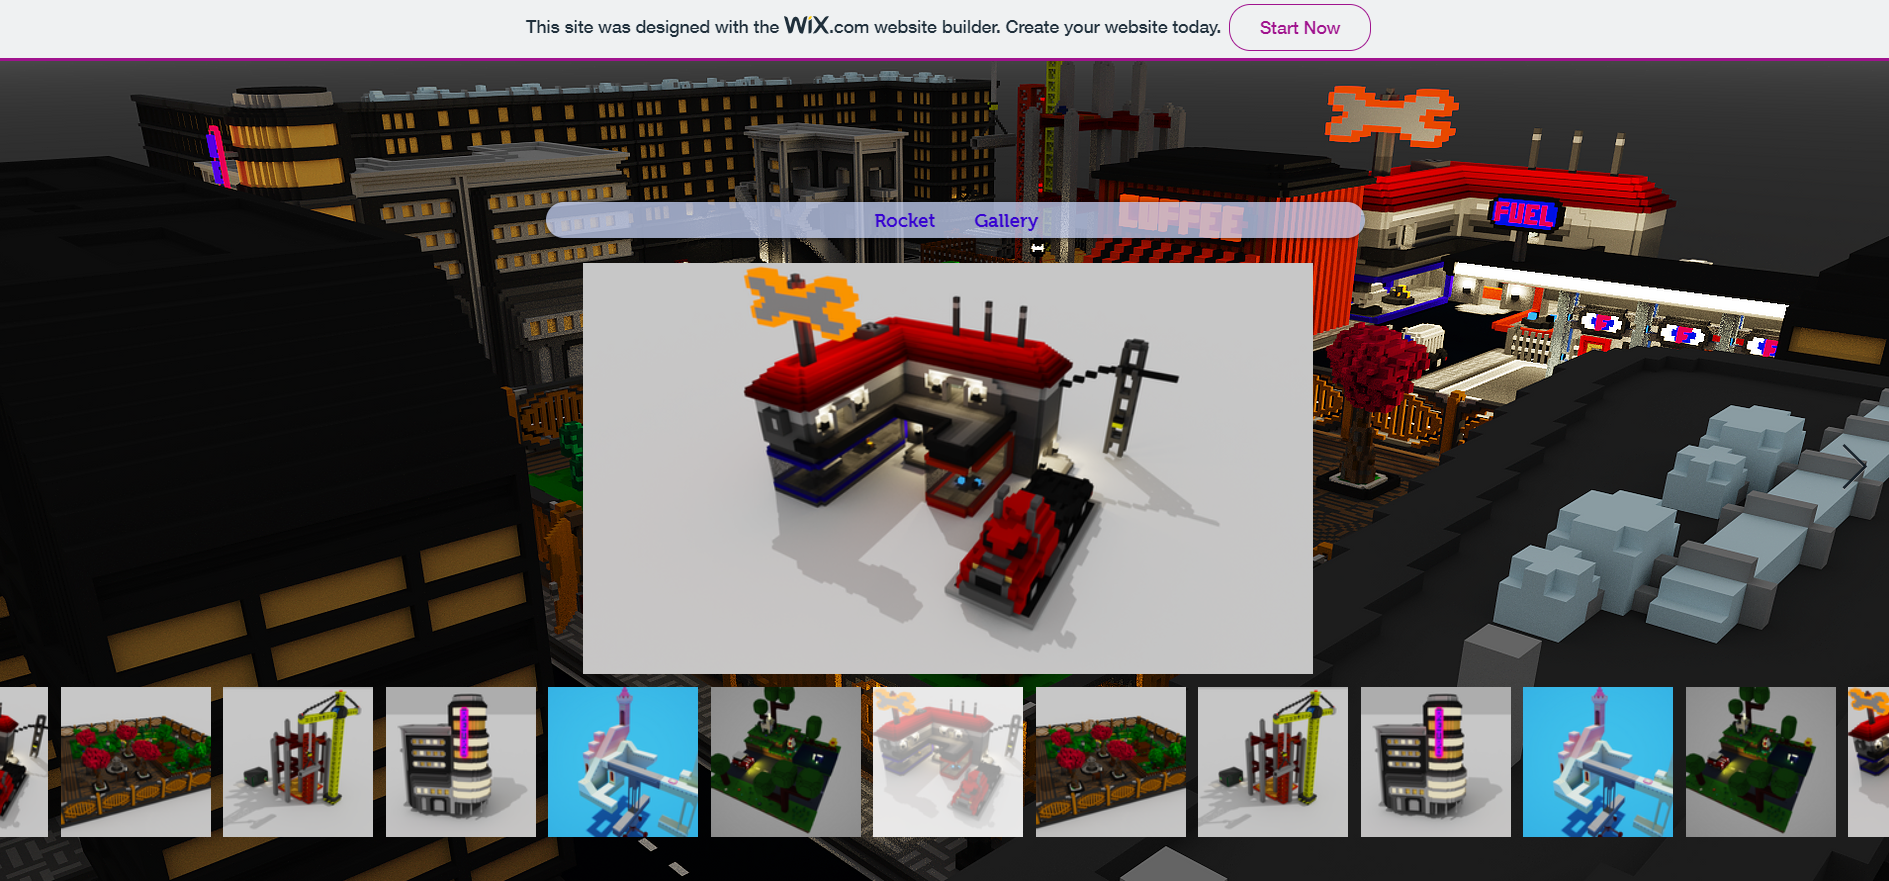 This site was designed with the WiX.com website builder. Create your website today. Start Now
Rocket Gallery
COFFEE
FUEL